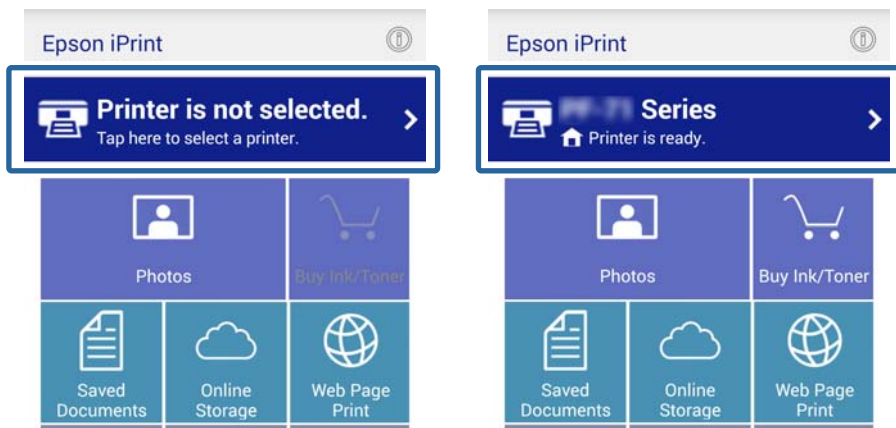 Epson iPrint
Printer is not selected.
Tap here to select a printer.
Photos
Buy Ink/Toner
Saved
Documents
Online
Storage
Web Page
Print
Epson iPrint
Series
Printer is ready.
Photos
Buy Ink/Toner
Saved
Documents
Online
Storage
Web Page
Print